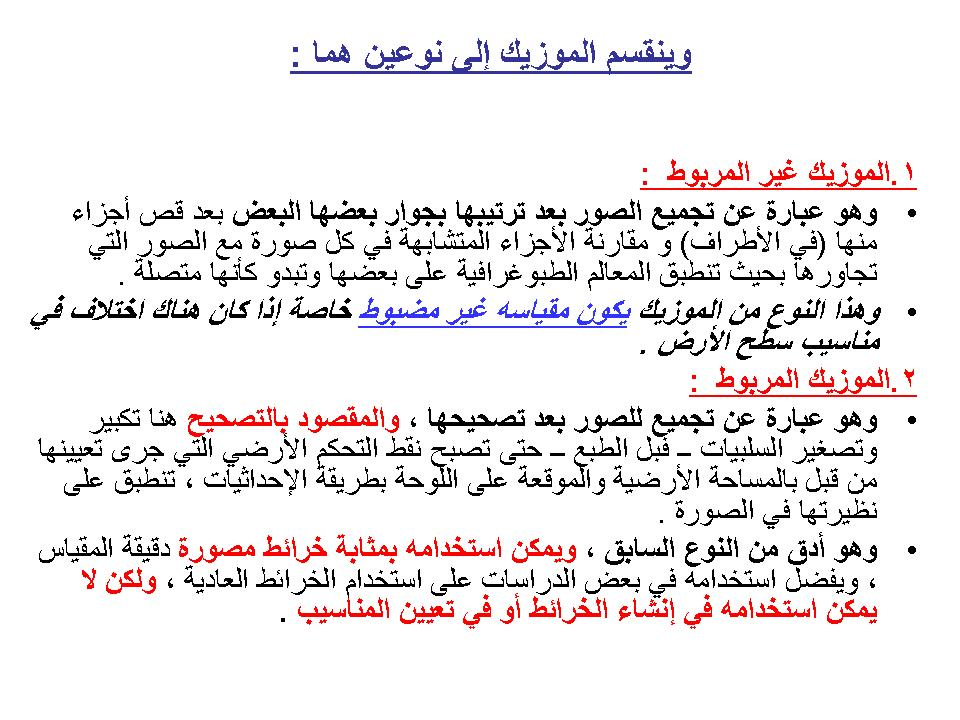 وينقسم الموزيك إلى نوعين هما :
١.الموزيك غير المربوط :
• وهو عبارة عن تجميع الصور بعد ترتيبها بجوار بعضها البعض بعد قص أجزاء
منها (في الأطراف) و مقارنة الأجزاء المتشابهة في كل صورة مع الصور التي
تجاورها بحيث تنطبق المعالم الطبوغرافية على بعضها وتبدو كأنها متصلة .
• وهذا النوع من الموزيك يكون مقياسه غير مضبوط خاصة إذا كان هناك اختلاف في
مناسيب سطح الأرض .
٢.الموزيك المربوط :
• وهو عبارة عن تجميع للصور بعد تصحيحها ، والمقصود بالتصحيح هنا تكبير
وتصغير السلبيات – قبل الطبع – حتى تصبح نقط التحكم الأرضي التي جرى تعيينها
من قبل بالمساحة الأرضية والموقعة على اللوحة بطريقة الإحداثيات ، تنطبق على
نظيرتها في الصورة .
• وهو أدق من النوع السابق ، ويمكن استخدامه بمثابة خرائط مصورة دقيقة المقياس
، ويفضل استخدامه في بعض الدراسات على استخدام الخرائط العادية ، ولكن لا
يمكن استخدامه في إنشاء الخرائط أو في تعيين المناسيب .